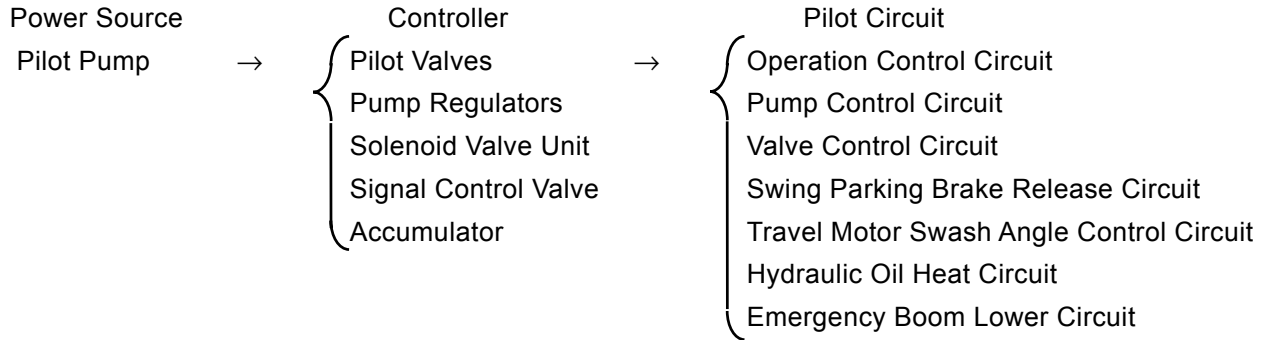 Power Source Controller Pilot Circuit
Pilot Pump → Pilot Valves → Operation Control Circuit
Pump Regulators Pump Control Circuit
Solenoid Valve Unit Valve Control Circuit
Signal Control Valve Swing Parking Brake Release Circuit
Accumulator Travel Motor Swash Angle Control Circuit
Hydraulic Oil Heat Circuit
Emergency Boom Lower Circuit